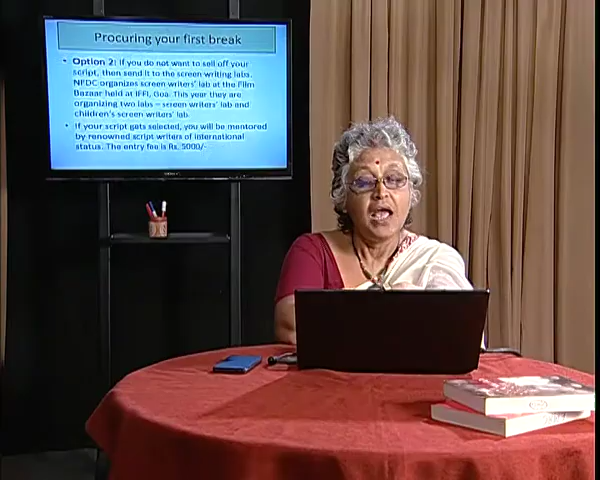 Procuring your first break
• Option 2: If you do not want to sell off your
script, then send it to the screen writing labs.
NFDC organizes screen writers' lab at the Film
Bazaar held at IFFI, Goa. This year they are
organizing two labs – screen writers' lab and
children's screen writers' lab.
• If your script gets selected, you will be mentored
by renowned script writers of international
status. The entry fee is Rs. 5000/-